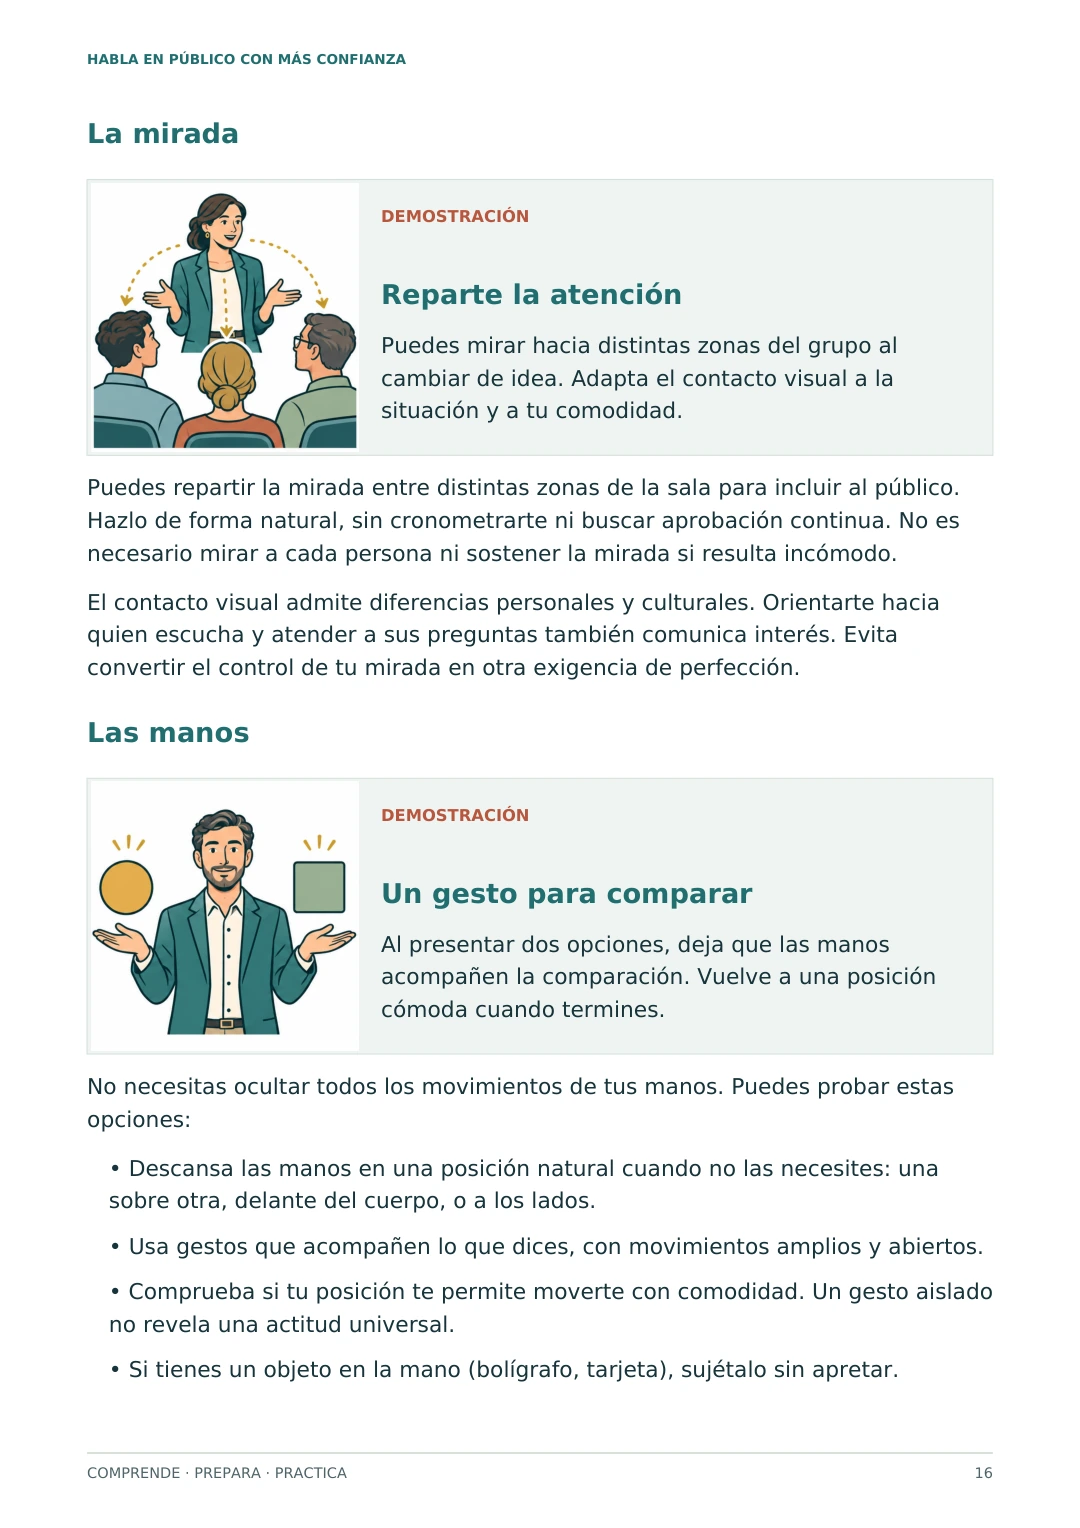 HABLA EN PÚBLICO CON MÁS CONFIANZA
La mirada
DEMOSTRACIÓN
Reparte la atención
Puedes mirar hacia distintas zonas del grupo al
cambiar de idea. Adapta el contacto visual a la
situación y a tu comodidad.
Puedes repartir la mirada entre distintas zonas de la sala para incluir al público.
Hazlo de forma natural, sin cronometrarte ni buscar aprobación continua. No es
necesario mirar a cada persona ni sostener la mirada si resulta incómodo.
El contacto visual admite diferencias personales y culturales. Orientarte hacia
quien escucha y atender a sus preguntas también comunica interés. Evita
convertir el control de tu mirada en otra exigencia de perfección.
Las manos
DEMOSTRACIÓN
Un gesto para comparar
Al presentar dos opciones, deja que las manos
acompañen la comparación. Vuelve a una posición
cómoda cuando termines.
No necesitas ocultar todos los movimientos de tus manos. Puedes probar estas
opciones:
• Descansa las manos en una posición natural cuando no las necesites: una
sobre otra, delante del cuerpo, o a los lados.
• Usa gestos que acompañen lo que dices, con movimientos amplios y abiertos.
• Comprueba si tu posición te permite moverte con comodidad. Un gesto aislado
no revela una actitud universal.
• Si tienes un objeto en la mano (bolígrafo, tarjeta), sujétalo sin apretar.
COMPRENDE · PREPARA · PRACTICA
16